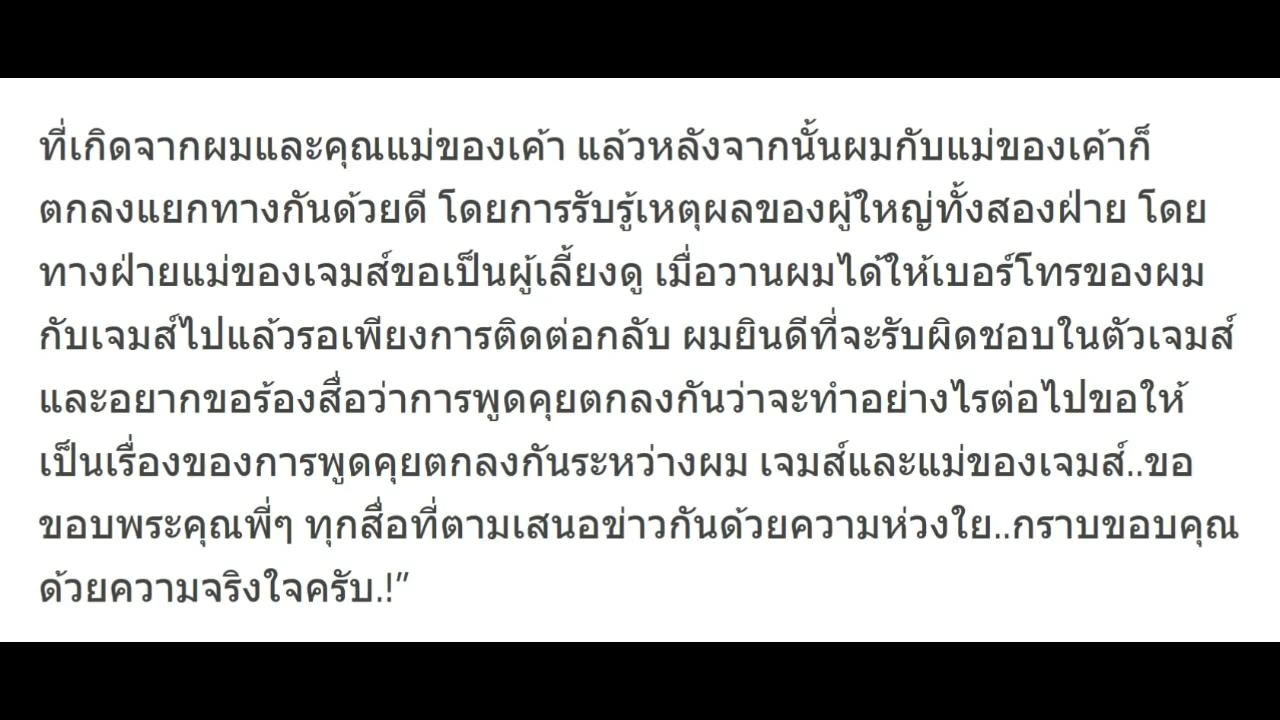 ที่เกิดจากผมและคุณแม่ของเค้า แล้วหลังจากนั้นผมกับแม่ของเค้าก็
ตกลงแยกทางกันด้วยดี โดยการรับรู้เหตุผลของผู้ใหญ่ทั้งสองฝ่าย โดย
ทางฝ่ายแม่ของเจมส์ขอเป็นผู้เลี้ยงดู เมื่อวานผมได้ให้เบอร์โทรของผม
กับเจมส์ไปแล้วรอเพียงการติดต่อกลับ ผมยินดีที่จะรับผิดชอบในตัวเจมส์
และอยากขอร้องสื่อว่าการพูดคุยตกลงกันว่าจะทำอย่างไรต่อไปขอให้
เป็นเรื่องของการพูดคุยตกลงกันระหว่างผม เจมส์และแม่ของเจมส์..ขอ
ขอบพระคุณพี่ๆ ทุกสื่อที่ตามเสนอข่าวกันด้วยความห่วงใย..กราบขอบคุณ
ด้วยความจริงใจครับ.!”